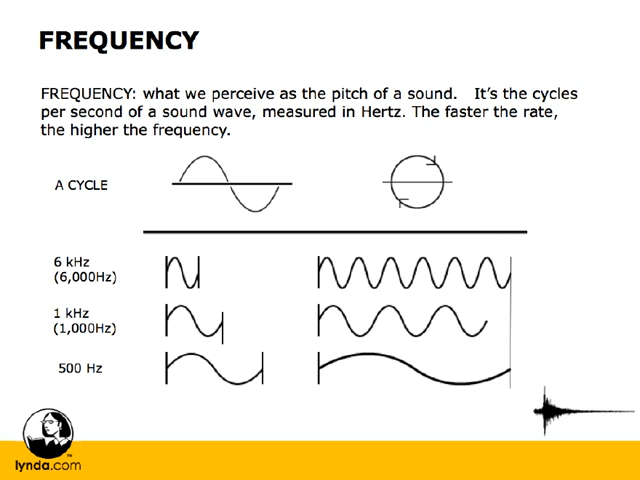 FREQUENCY
FREQUENCY: what we perceive as the pitch of a sound.   It's the cycles
per second of a sound wave, measured in Hertz. The faster the rate,
the higher the frequency.
A CYCLE
6 kHz
(6,000Hz)
1 kHz
(1,000Hz)
500 Hz
lynda.com